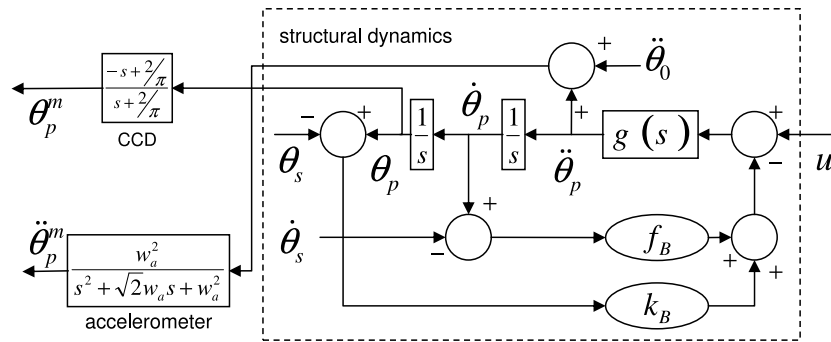 structural dynamics
−s + 2/π
s + 2/π
CCD
θ_p^m
θ̈_p^m
w_a^2
s^2 + √2 w_a s + w_a^2
accelerometer
+
θ̈_0
+
− +
θ_s
θ_p
1
s
θ̇_p
1
s
θ̈_p
g (s)
+
−
u
θ̇_s
+
−
f_B
+
+
k_B